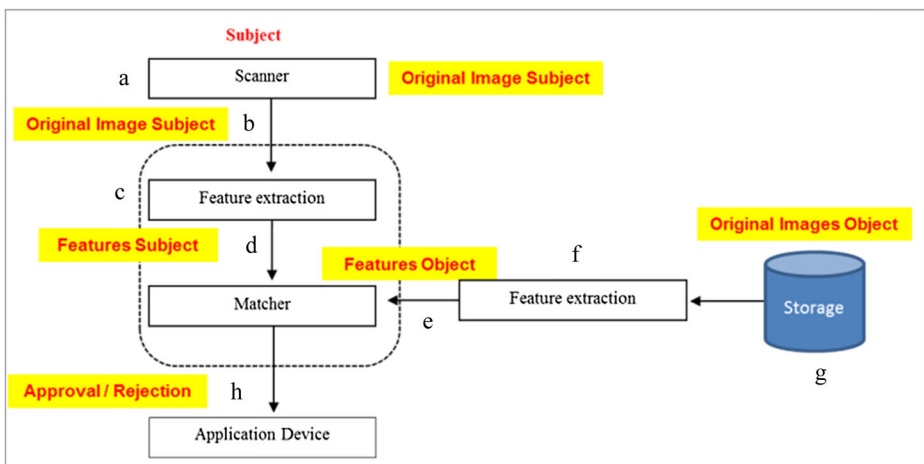 Subject
a
Scanner
Original Image Subject
Original Image Subject
b
c
Feature extraction
Original Images Object
Features Subject
d
Features Object
f
Matcher
e
Feature extraction
Storage
g
Approval / Rejection
h
Application Device